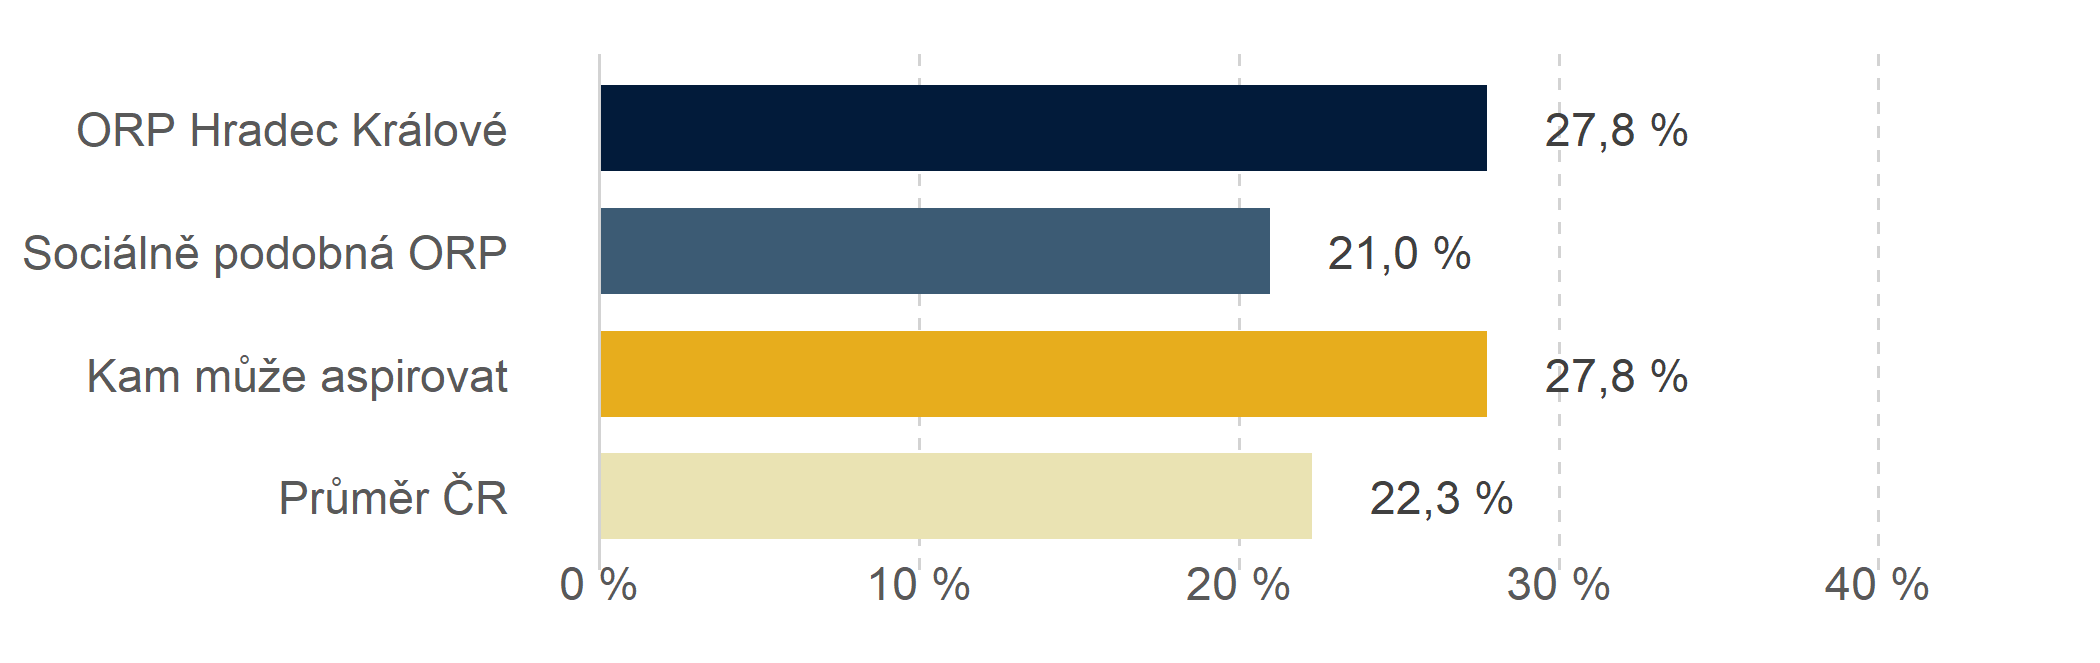 ORP Hradec Králové 27,8 %
Sociálně podobná ORP 21,0 %
Kam může aspirovat 27,8 %
Průměr ČR 22,3 %
0 % 10 % 20 % 30 % 40 %